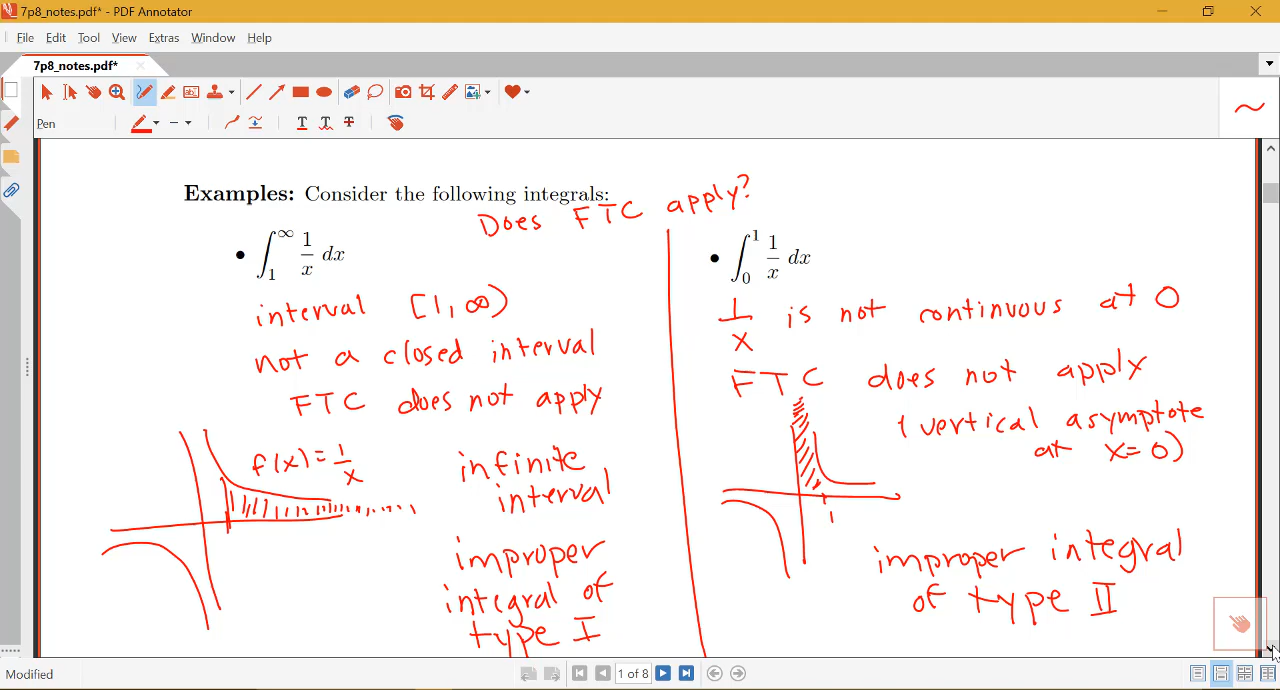 7p8_notes.pdf* - PDF Annotator
File Edit Tool View Extras Window Help
7p8_notes.pdf*
Pen
Examples: Consider the following integrals:
Does FTC apply?
• ∫₁^∞ 1/x dx
interval [1, ∞)
not a closed interval
FTC does not apply
f(x) = 1/x
infinite
interval
improper
integral of
type I
• ∫₀^1 1/x dx
1/x is not continuous at 0
FTC does not apply
(vertical asymptote
at x=0)
1
improper integral
of type II
Modified
1 of 8